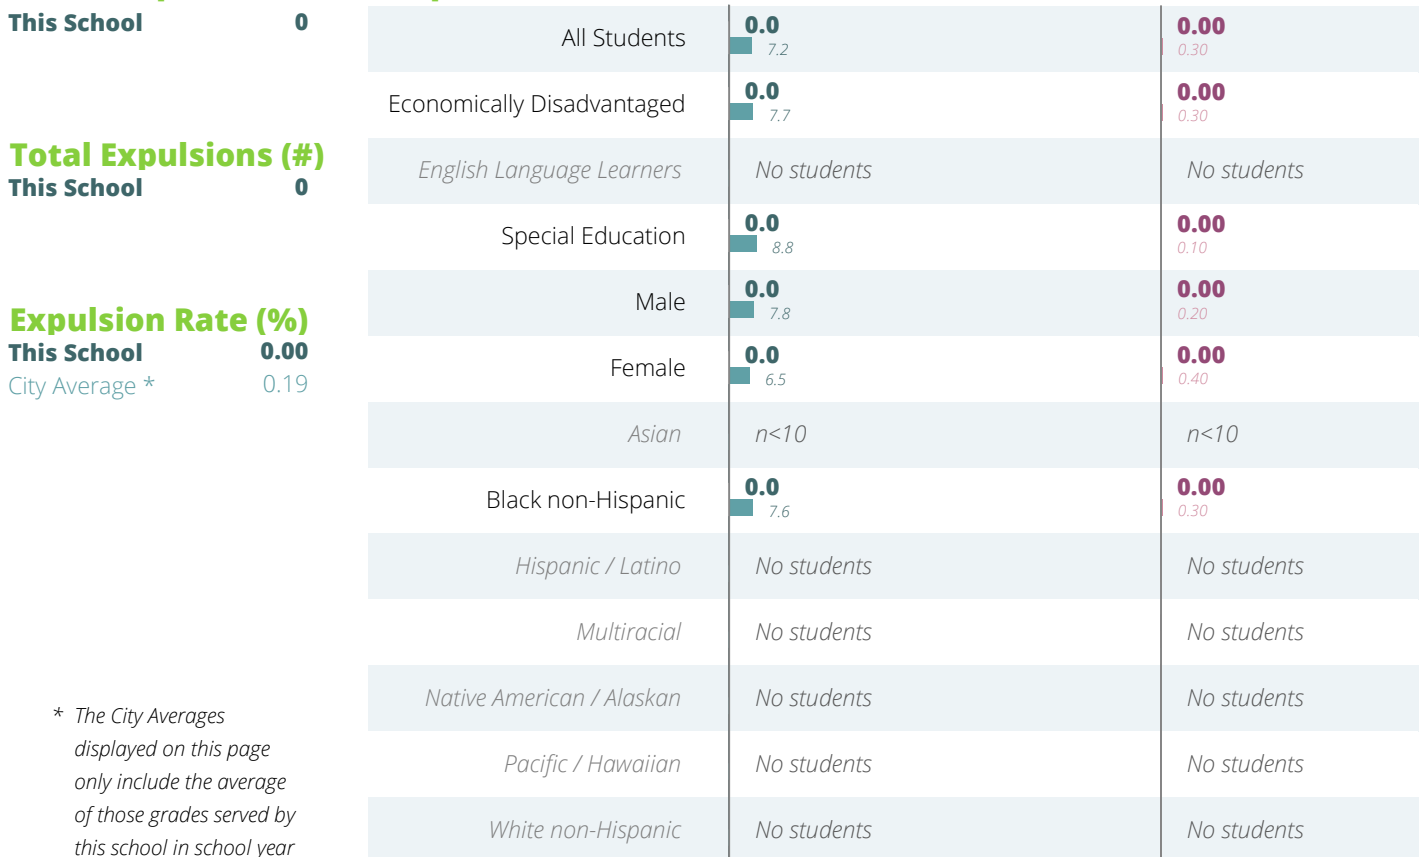 This School 0
Total Expulsions (#)
This School 0
Expulsion Rate (%)
This School 0.00
City Average * 0.19
* The City Averages
displayed on this page
only include the average
of those grades served by
this school in school year
All Students 0.0 0.00
7.2 0.30
Economically Disadvantaged 0.0 0.00
7.7 0.30
English Language Learners No students No students
Special Education 0.0 0.00
8.8 0.10
Male 0.0 0.00
7.8 0.20
Female 0.0 0.00
6.5 0.40
Asian n<10 n<10
Black non-Hispanic 0.0 0.00
7.6 0.30
Hispanic / Latino No students No students
Multiracial No students No students
Native American / Alaskan No students No students
Pacific / Hawaiian No students No students
White non-Hispanic No students No students